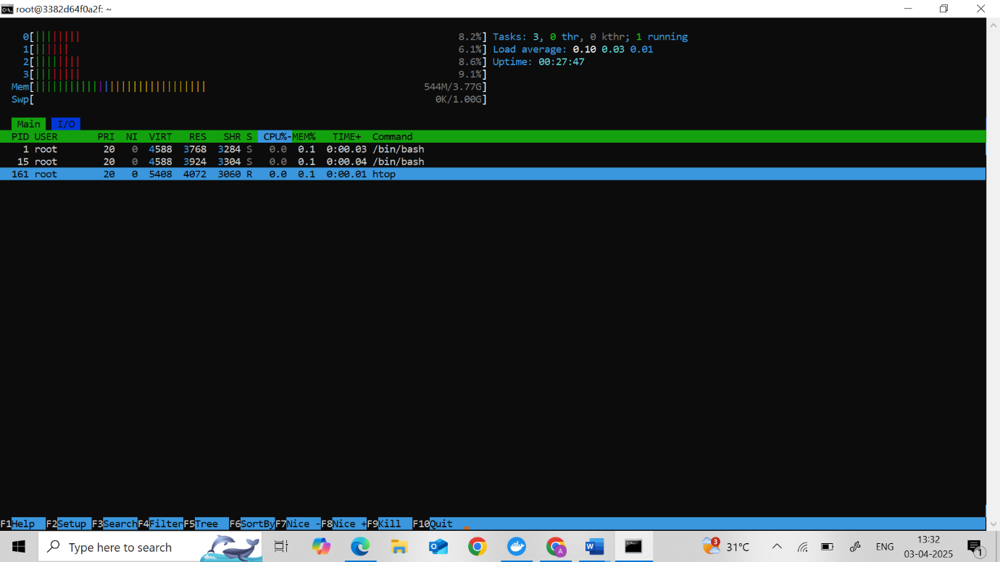 root@3382d64f0a2f: ~
0[||||||||  8.2%] Tasks: 3, 0 thr, 0 kthr; 1 running
1[||||||  6.1%] Load average: 0.10 0.03 0.01
2[||||||||  8.6%] Uptime: 00:27:47
3[||||||||  9.1%]
Mem[||||||||||||||||||||||||||||||  544M/3.77G]
Swp[  0K/1.00G]
Main I/O
PID USER PRI NI VIRT RES SHR S CPU%-MEM% TIME+ Command
1 root 20 0 4588 3768 3284 S 0.0 0.1 0:00.03 /bin/bash
15 root 20 0 4588 3924 3304 S 0.0 0.1 0:00.04 /bin/bash
161 root 20 0 5408 4072 3060 R 0.0 0.1 0:00.01 htop
F1Help F2Setup F3SearchF4FilterF5Tree F6SortByF7Nice -F8Nice +F9Kill F10Quit
Type here to search 3 31°C ENG 13:32 1
03-04-2025